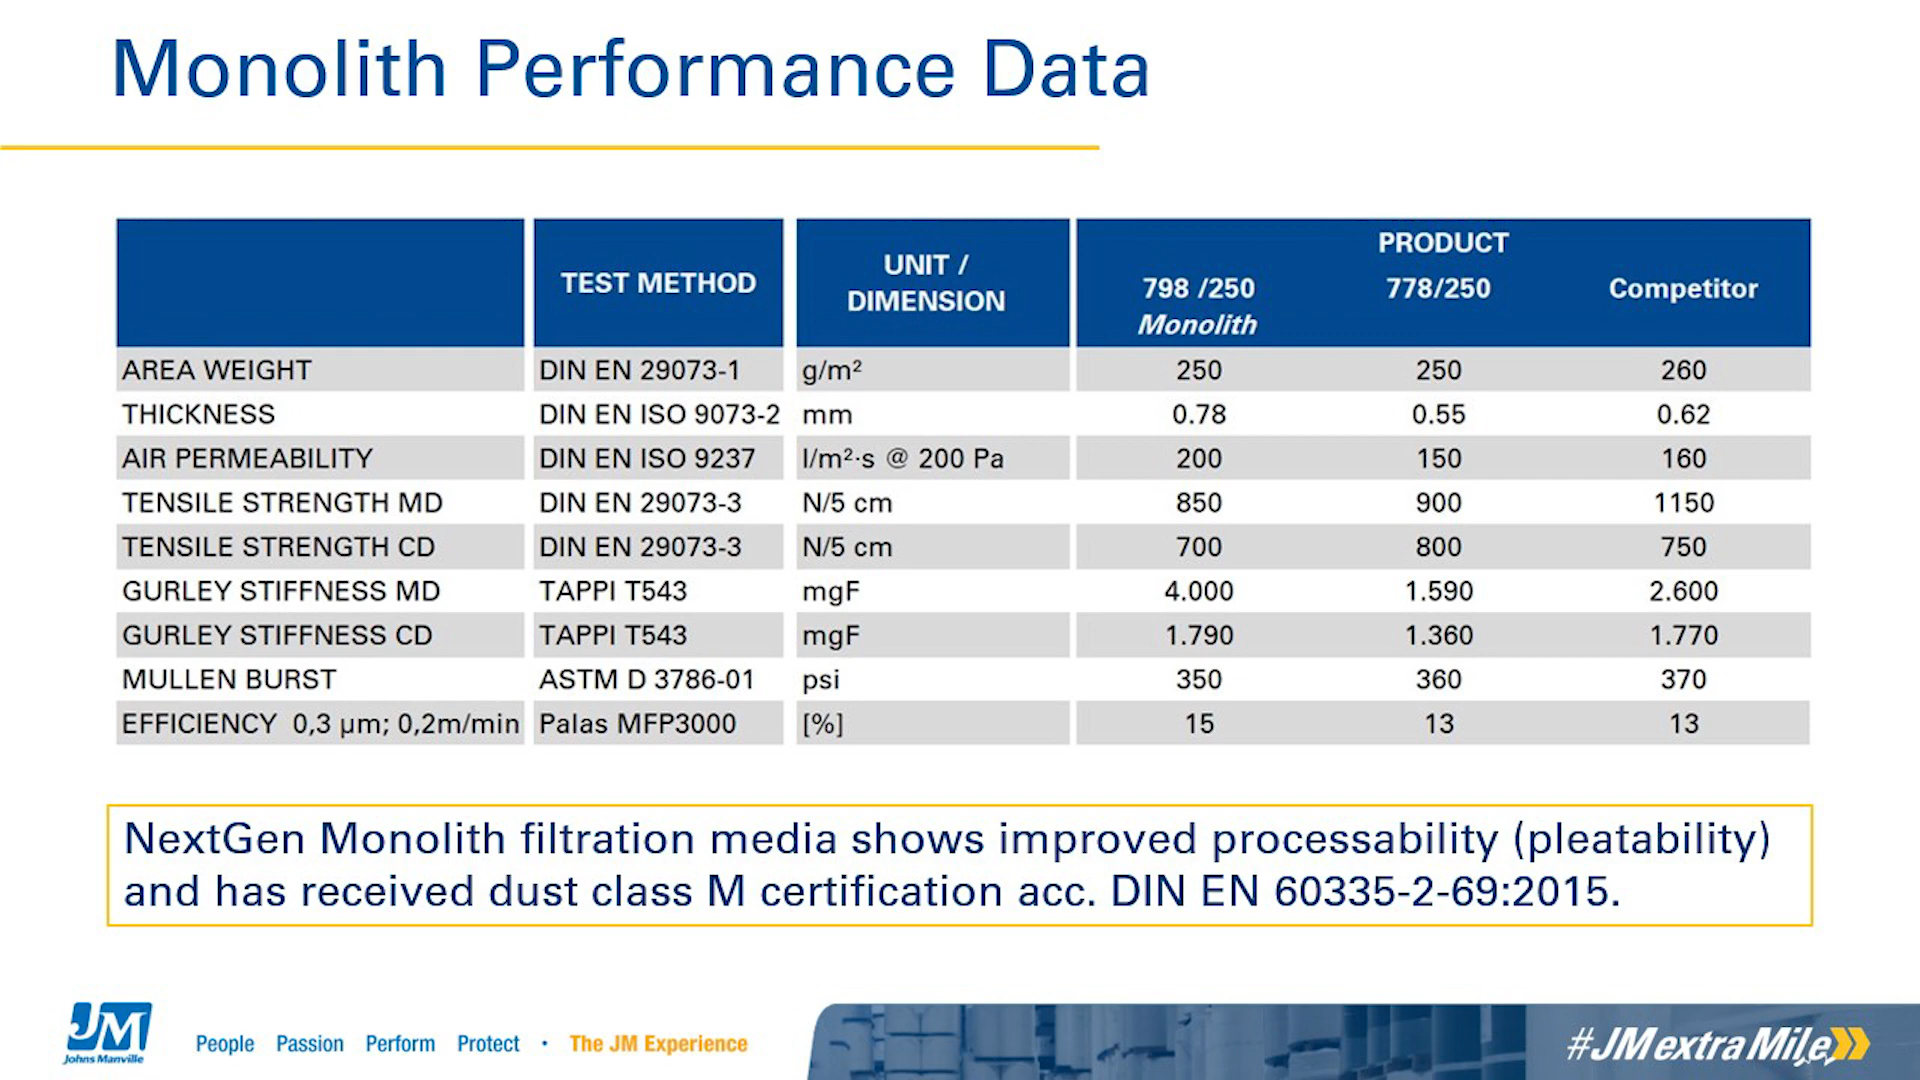 Monolith Performance Data
TEST METHOD
UNIT /
DIMENSION
PRODUCT
798 /250 778/250 Competitor
Monolith
AREA WEIGHT DIN EN 29073-1 g/m² 250 250 260
THICKNESS DIN EN ISO 9073-2 mm 0.78 0.55 0.62
AIR PERMEABILITY DIN EN ISO 9237 l/m²·s @ 200 Pa 200 150 160
TENSILE STRENGTH MD DIN EN 29073-3 N/5 cm 850 900 1150
TENSILE STRENGTH CD DIN EN 29073-3 N/5 cm 700 800 750
GURLEY STIFFNESS MD TAPPI T543 mgF 4.000 1.590 2.600
GURLEY STIFFNESS CD TAPPI T543 mgF 1.790 1.360 1.770
MULLEN BURST ASTM D 3786-01 psi 350 360 370
EFFICIENCY 0,3 µm; 0,2m/min Palas MFP3000 [%] 15 13 13
NextGen Monolith filtration media shows improved processability (pleatability)
and has received dust class M certification acc. DIN EN 60335-2-69:2015.
JM
Johns Manville
People Passion Perform Protect · The JM Experience
#JMextraMile